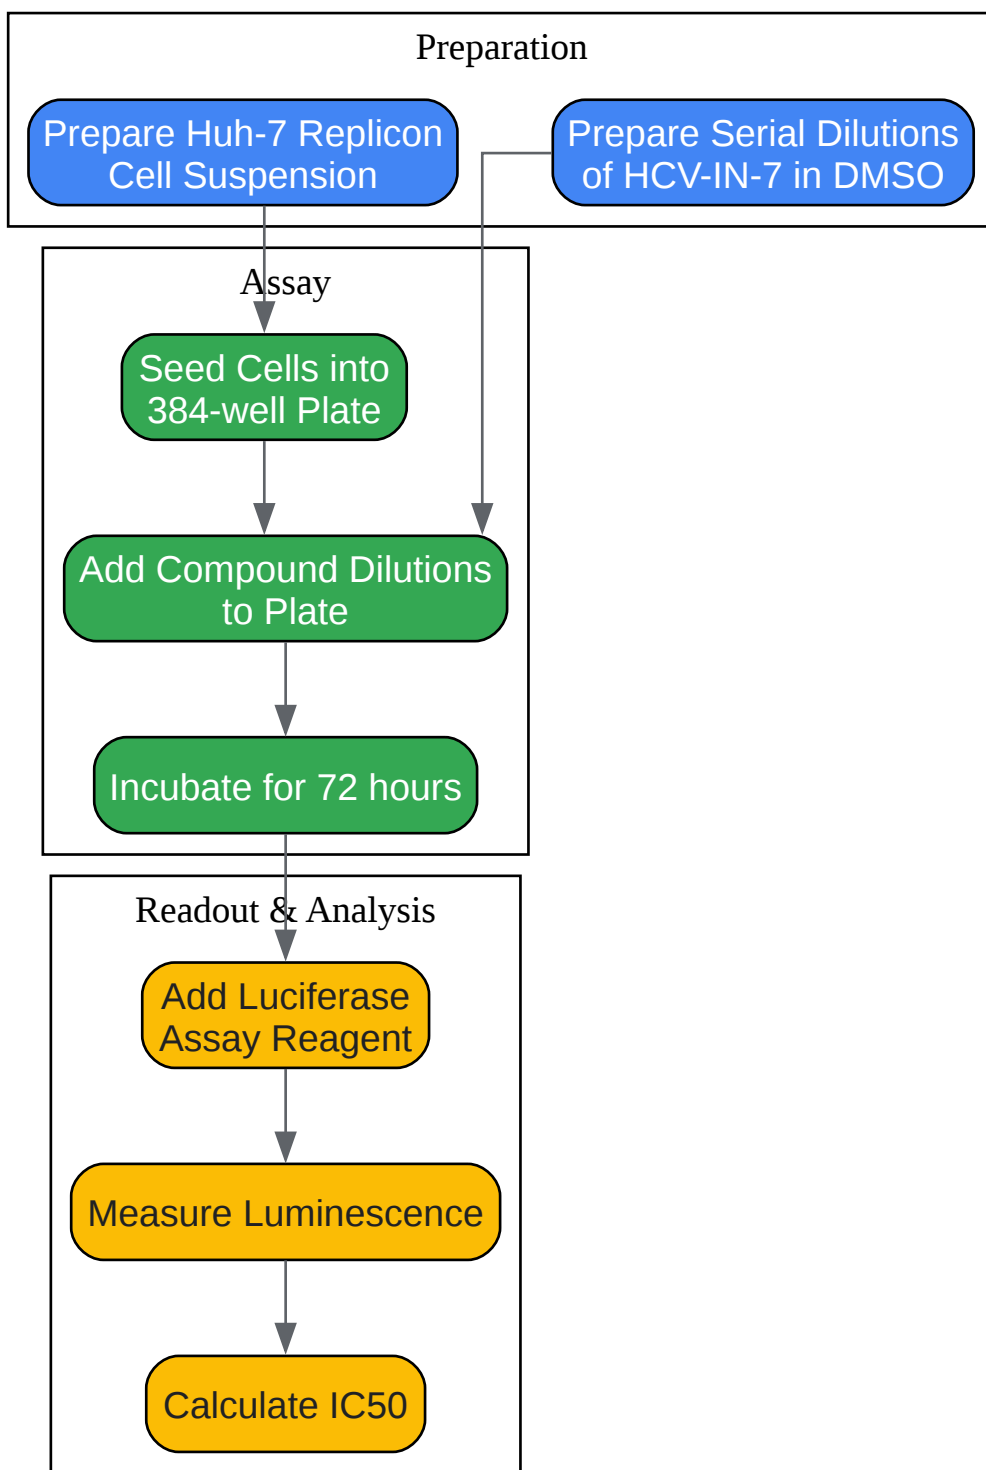 Preparation
Prepare Huh-7 Replicon
Cell Suspension
Prepare Serial Dilutions
of HCV-IN-7 in DMSO
Assay
Seed Cells into
384-well Plate
Add Compound Dilutions
to Plate
Incubate for 72 hours
Readout & Analysis
Add Luciferase
Assay Reagent
Measure Luminescence
Calculate IC50